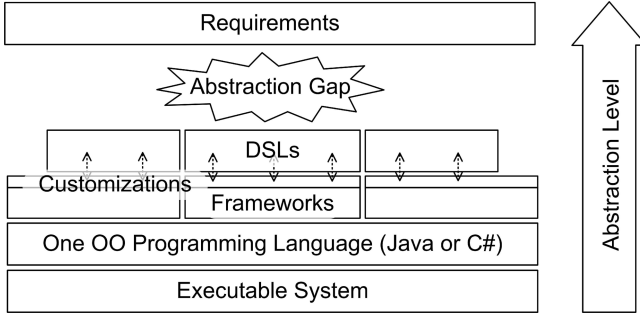 Requirements
Abstraction Gap
DSLs
Customizations
Frameworks
One OO Programming Language (Java or C#)
Executable System
Abstraction Level